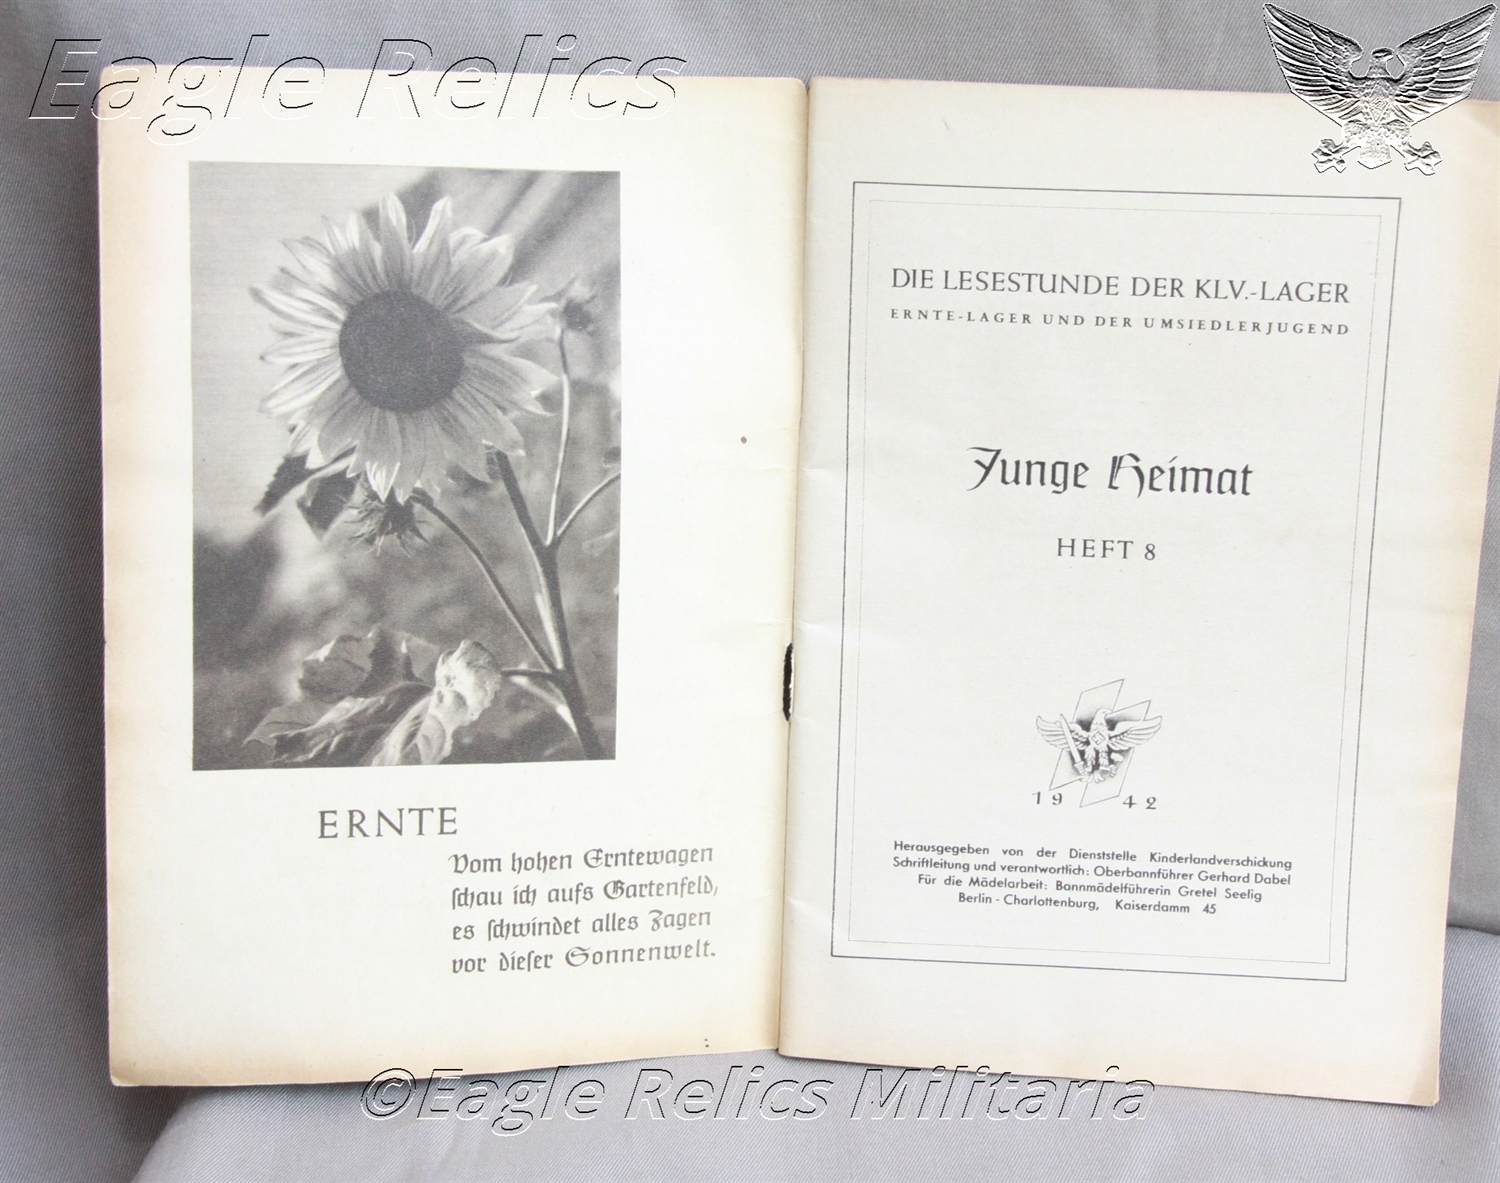 Eagle Relics
ERNTE
Vom hohen Erntewagen
schau ich aufs Gartenfeld,
es schwindet alles Zagen
vor dieser Sonnenwelt.
DIE LESESTUNDE DER KLV.-LAGER
ERNTE-LAGER UND DER UMSIEDLERJUGEND
Junge Heimat
HEFT 8
19 42
Herausgegeben von der Dienststelle Kinderlandverschickung
Schriftleitung und verantwortlich: Oberbannführer Gerhard Dabel
Für die Mädelarbeit: Bannmädelführerin Gretel Seelig
Berlin - Charlottenburg, Kaiserdamm 45
©Eagle Relics Militaria